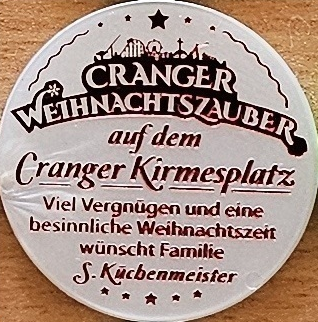 CRANGER
WEIHNACHTSZAUBER
auf dem
Cranger Kirmesplatz
Viel Vergnügen und eine
besinnliche Weihnachtszeit
wünscht Familie
S. Küchenmeister